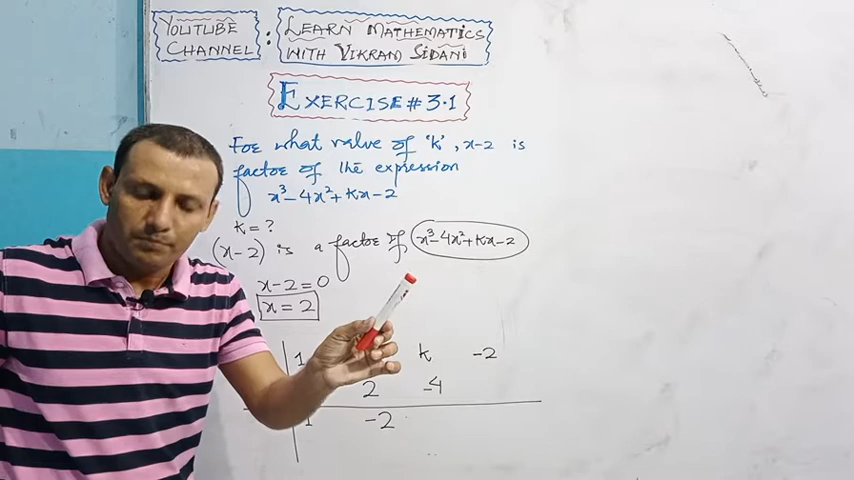 YOUTUBE CHANNEL : LEARN MATHEMATICS WITH VIKRAM SIDANI
EXERCISE # 3.1
For what value of 'k', x-2 is
factor of the expression
x³-4x²+kx-2
k=?
(x-2) is a factor of x³-4x²+kx-2
x-2=0
x=2
1 k -2
2 -4
1 -2